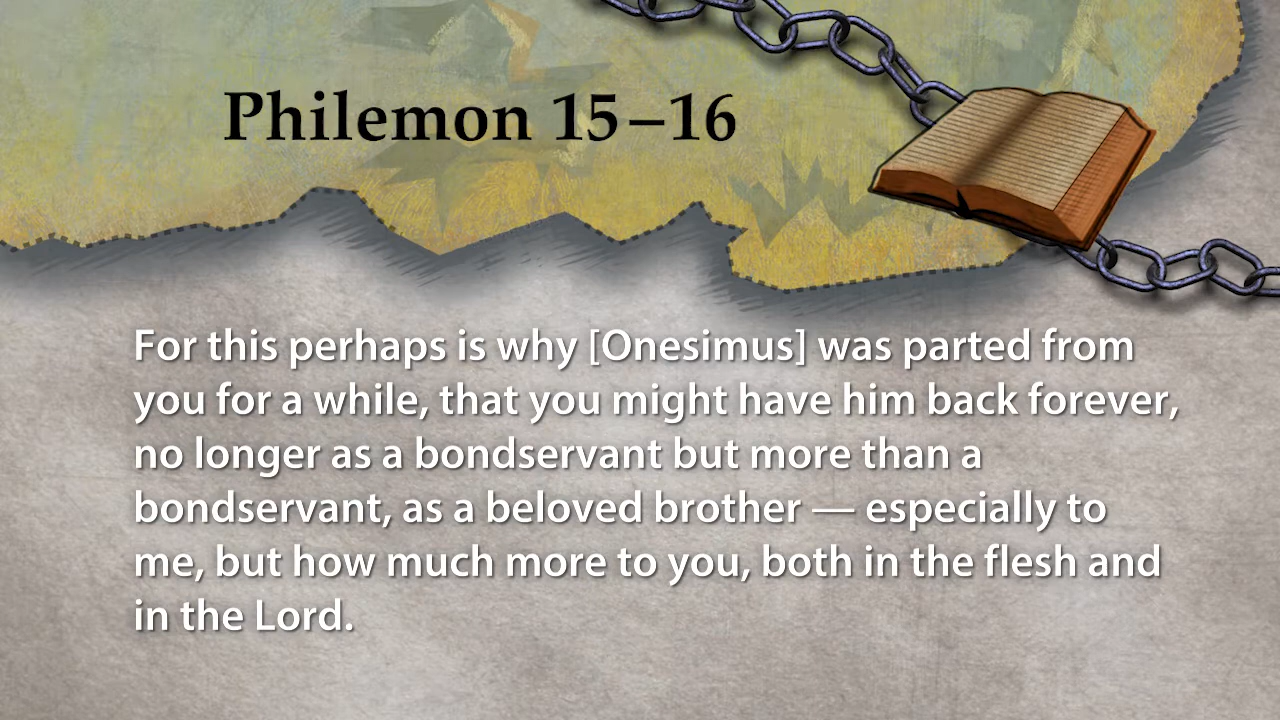 Philemon 15–16
For this perhaps is why [Onesimus] was parted from
you for a while, that you might have him back forever,
no longer as a bondservant but more than a
bondservant, as a beloved brother — especially to
me, but how much more to you, both in the flesh and
in the Lord.